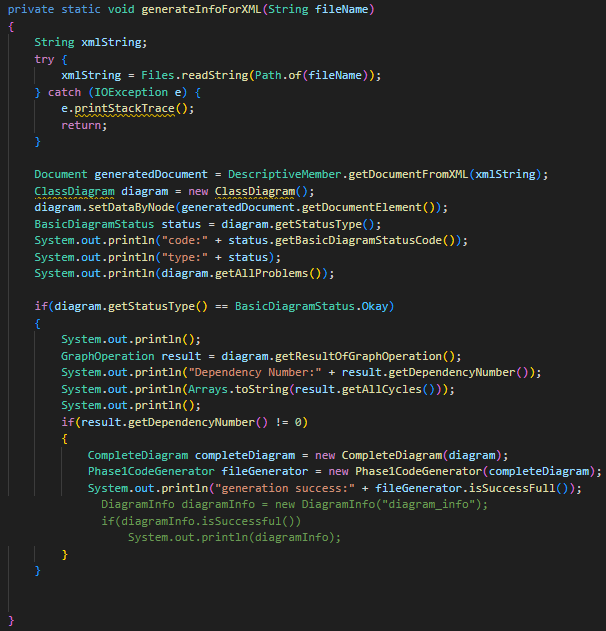 private static void generateInfoForXML(String fileName)
{
    String xmlString;
    try {
        xmlString = Files.readString(Path.of(fileName));
    } catch (IOException e) {
        e.printStackTrace();
        return;
    }

    Document generatedDocument = DescriptiveMember.getDocumentFromXML(xmlString);
    ClassDiagram diagram = new ClassDiagram();
    diagram.setDataByNode(generatedDocument.getDocumentElement());
    BasicDiagramStatus status = diagram.getStatusType();
    System.out.println("code:" + status.getBasicDiagramStatusCode());
    System.out.println("type:" + status);
    System.out.println(diagram.getAllProblems());

    if(diagram.getStatusType() == BasicDiagramStatus.Okay)
    {
        System.out.println();
        GraphOperation result = diagram.getResultOfGraphOperation();
        System.out.println("Dependency Number:" + result.getDependencyNumber());
        System.out.println(Arrays.toString(result.getAllCycles()));
        System.out.println();
        if(result.getDependencyNumber() != 0)
        {
            CompleteDiagram completeDiagram = new CompleteDiagram(diagram);
            Phase1CodeGenerator fileGenerator = new Phase1CodeGenerator(completeDiagram);
            System.out.println("generation success:" + fileGenerator.isSuccessFull());
              DiagramInfo diagramInfo = new DiagramInfo("diagram_info");
              if(diagramInfo.isSuccessful())
                  System.out.println(diagramInfo);
        }
    }


}